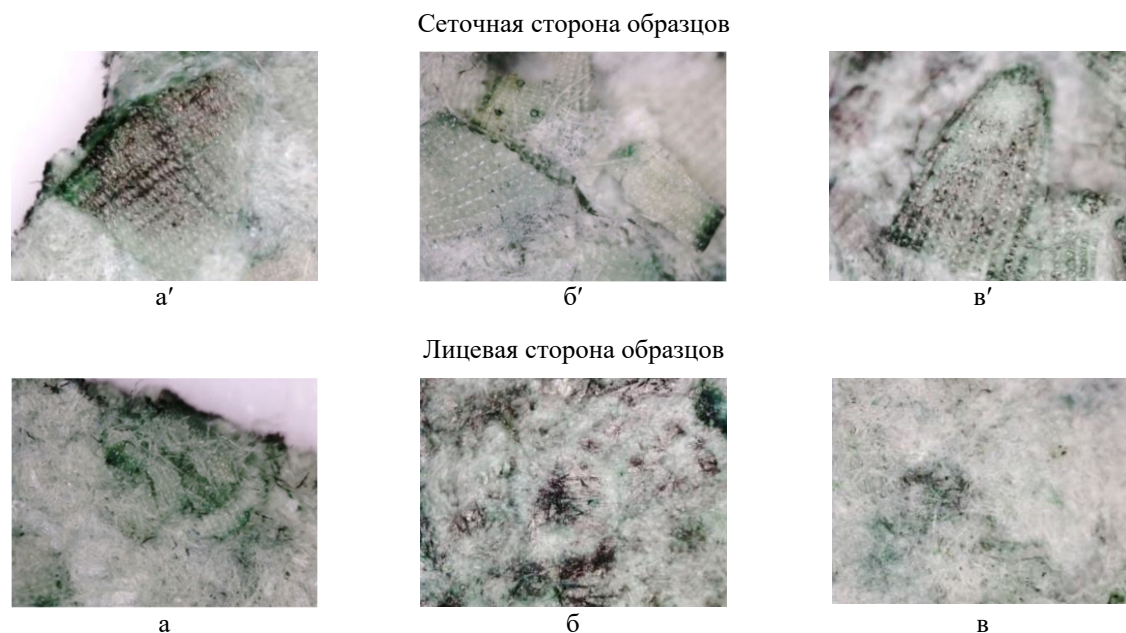 Сеточная сторона образцов
а′
б′
в′
Лицевая сторона образцов
а
б
в